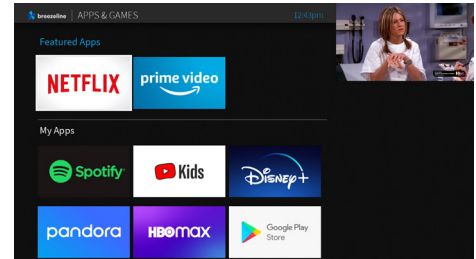 breezeline | APPS & GAMES
12:43pm
Featured Apps
NETFLIX
prime video
My Apps
Spotify
Kids
Disney+
pandora
HBOmax
Google Play
Store